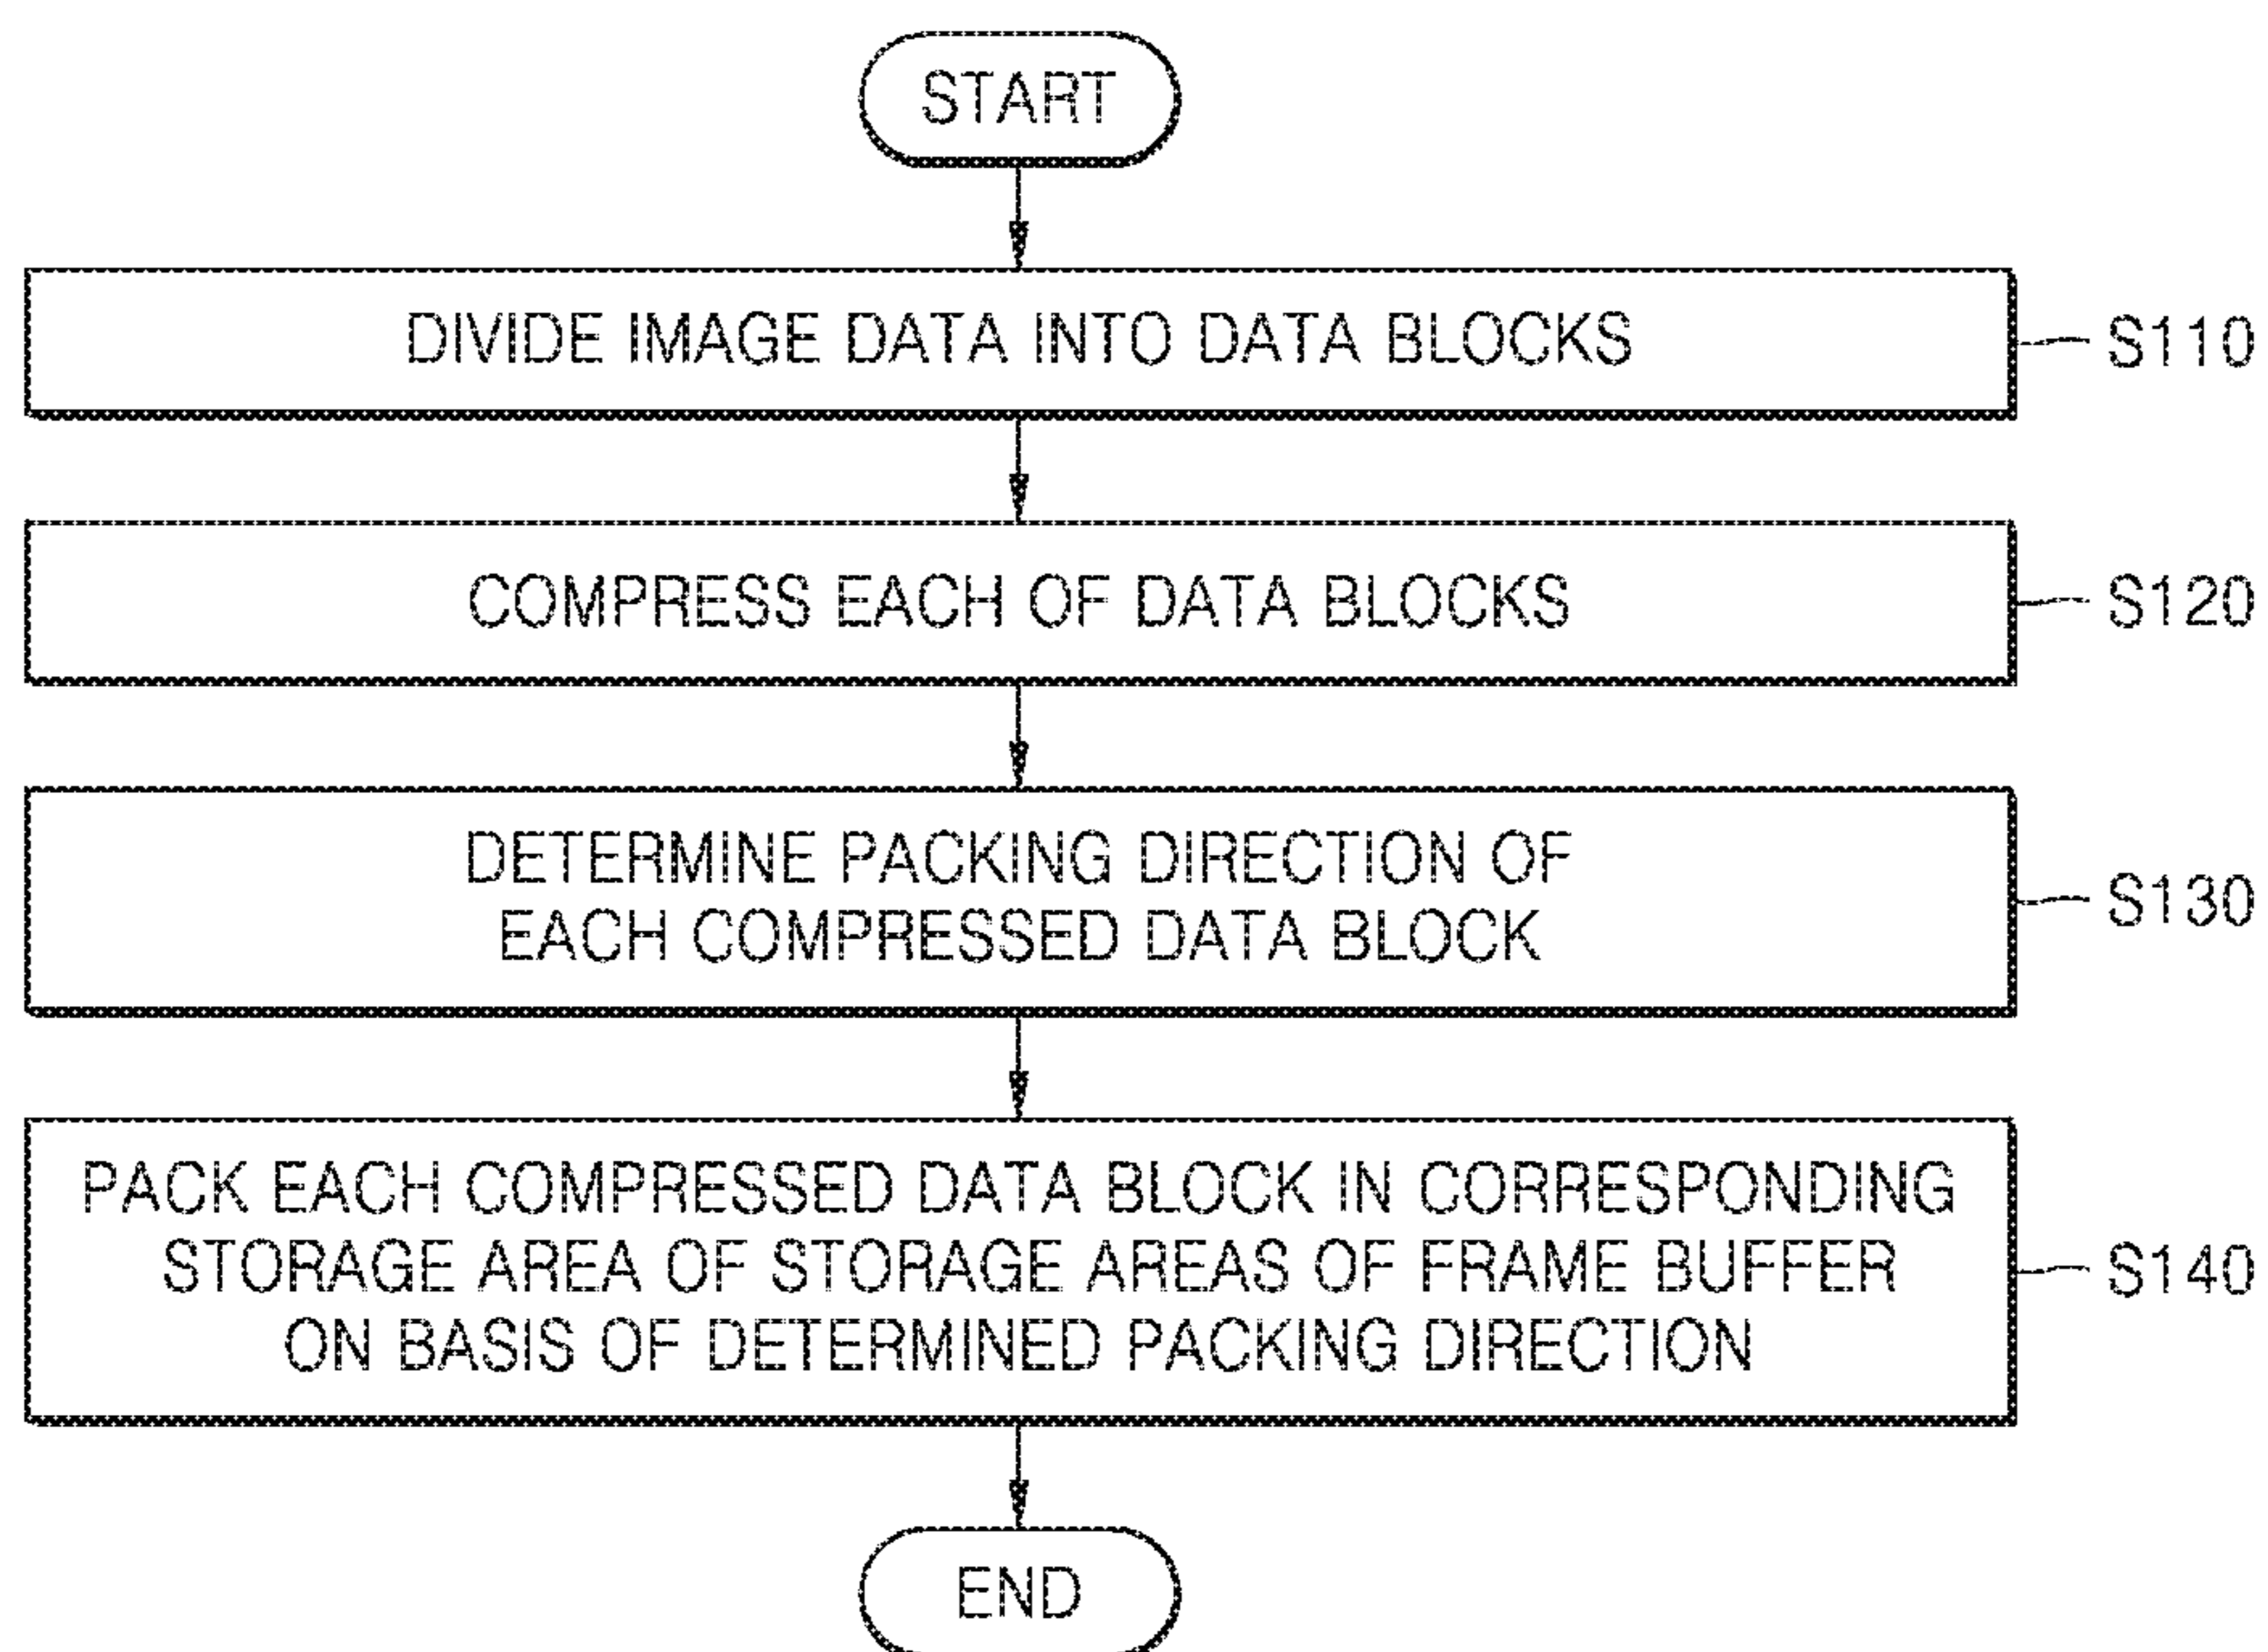 START
DIVIDE IMAGE DATA INTO DATA BLOCKS
S110
COMPRESS EACH OF DATA BLOCKS
S120
DETERMINE PACKING DIRECTION OF
EACH COMPRESSED DATA BLOCK
S130
PACK EACH COMPRESSED DATA BLOCK IN CORRESPONDING
STORAGE AREA OF STORAGE AREAS OF FRAME BUFFER
ON BASIS OF DETERMINED PACKING DIRECTION
S140
END